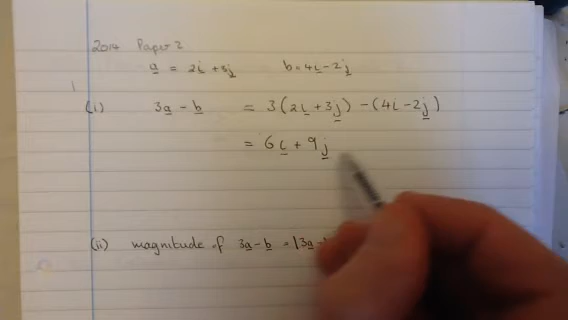 2014 Paper 2
a = 2i + 3j b = 4i - 2j
(i) 3a - b = 3(2i + 3j) - (4i - 2j)
= 6i + 9j
(ii) magnitude of 3a - b = |3a -